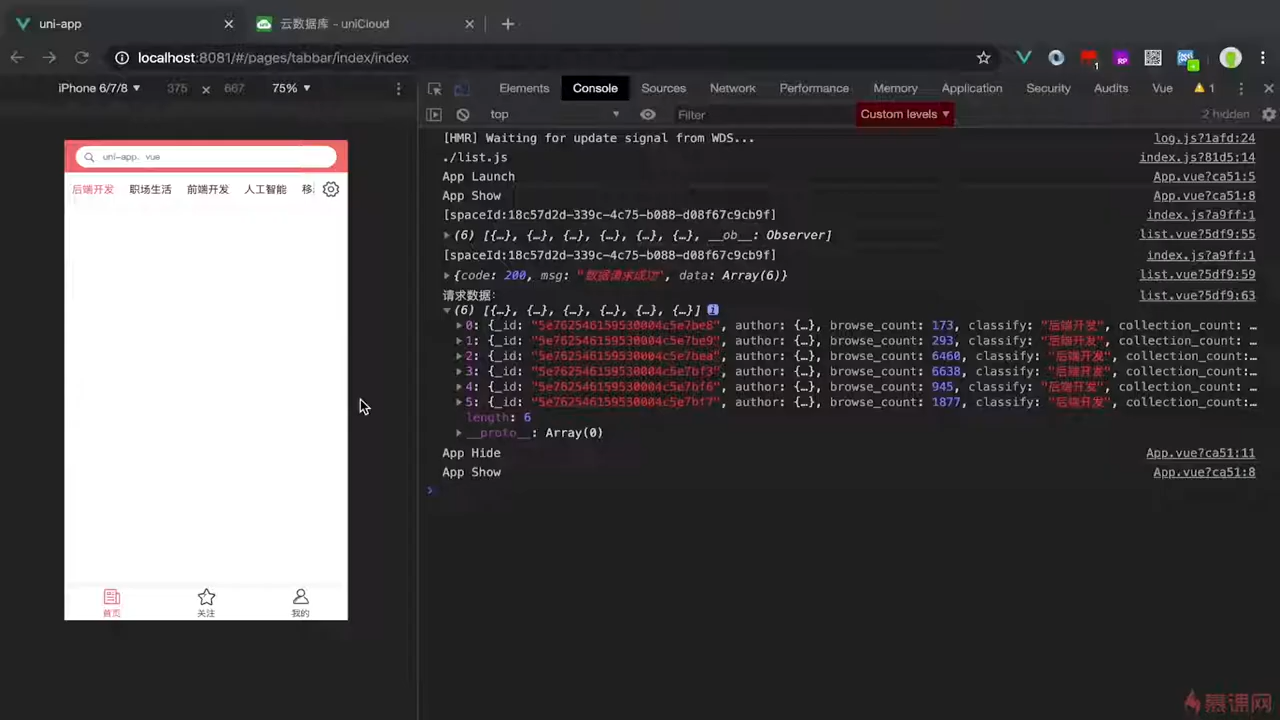 uni-app
云数据库 - uniCloud
localhost:8081/#/pages/tabbar/index/index
iPhone 6/7/8 ▼ 375 × 667 75% ▼
Elements Console Sources Network Performance Memory Application Security Audits Vue 1
top Filter Custom levels ▼ 2 hidden
uni-app、vue
后端开发 职场生活 前端开发 人工智能 移
首页 关注 我的
[HMR] Waiting for update signal from WDS... log.js?1afd:24
./list.js index.js?81d5:14
App Launch App.vue?ca51:5
App Show App.vue?ca51:8
[spaceId:18c57d2d-339c-4c75-b088-d08f67c9cb9f] index.js?a9ff:1
(6) [{…}, {…}, {…}, {…}, {…}, {…}, __ob__: Observer] list.vue?5df9:55
[spaceId:18c57d2d-339c-4c75-b088-d08f67c9cb9f] index.js?a9ff:1
{code: 200, msg: "数据请求成功", data: Array(6)} list.vue?5df9:59
请求数据： list.vue?5df9:63
(6) [{…}, {…}, {…}, {…}, {…}, {…}] i
0: {_id: "5e762546159530004c5e7be8", author: {…}, browse_count: 173, classify: "后端开发", collection_count: …
1: {_id: "5e762546159530004c5e7be9", author: {…}, browse_count: 293, classify: "后端开发", collection_count: …
2: {_id: "5e762546159530004c5e7bea", author: {…}, browse_count: 6460, classify: "后端开发", collection_count:…
3: {_id: "5e762546159530004c5e7bf3", author: {…}, browse_count: 6638, classify: "后端开发", collection_count:…
4: {_id: "5e762546159530004c5e7bf6", author: {…}, browse_count: 945, classify: "后端开发", collection_count: …
5: {_id: "5e762546159530004c5e7bf7", author: {…}, browse_count: 1877, classify: "后端开发", collection_count:…
length: 6
__proto__: Array(0)
App Hide App.vue?ca51:11
App Show App.vue?ca51:8
慕课网